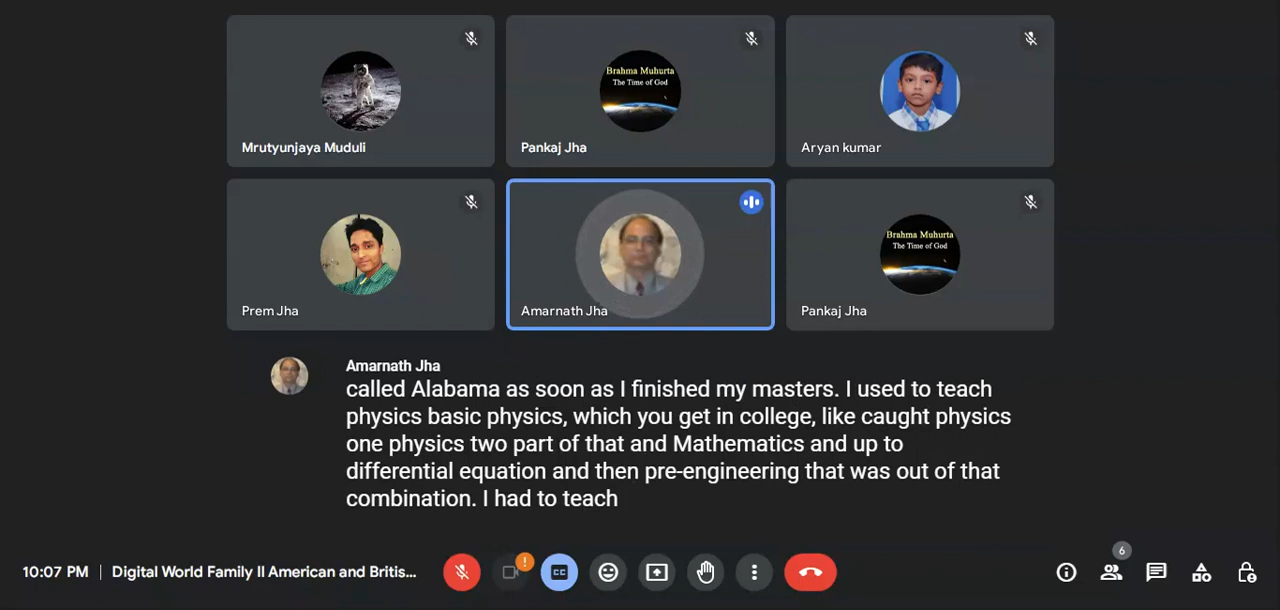 Brahma Muhurta
The Time of God
Mrutyunjaya Muduli
Pankaj Jha
Aryan kumar
Brahma Muhurta
The Time of God
Prem Jha
Amarnath Jha
Pankaj Jha
Amarnath Jha
called Alabama as soon as I finished my masters. I used to teach
physics basic physics, which you get in college, like caught physics
one physics two part of that and Mathematics and up to
differential equation and then pre-engineering that was out of that
combination. I had to teach
6
10:07 PM | Digital World Family II American and Britis...
CC